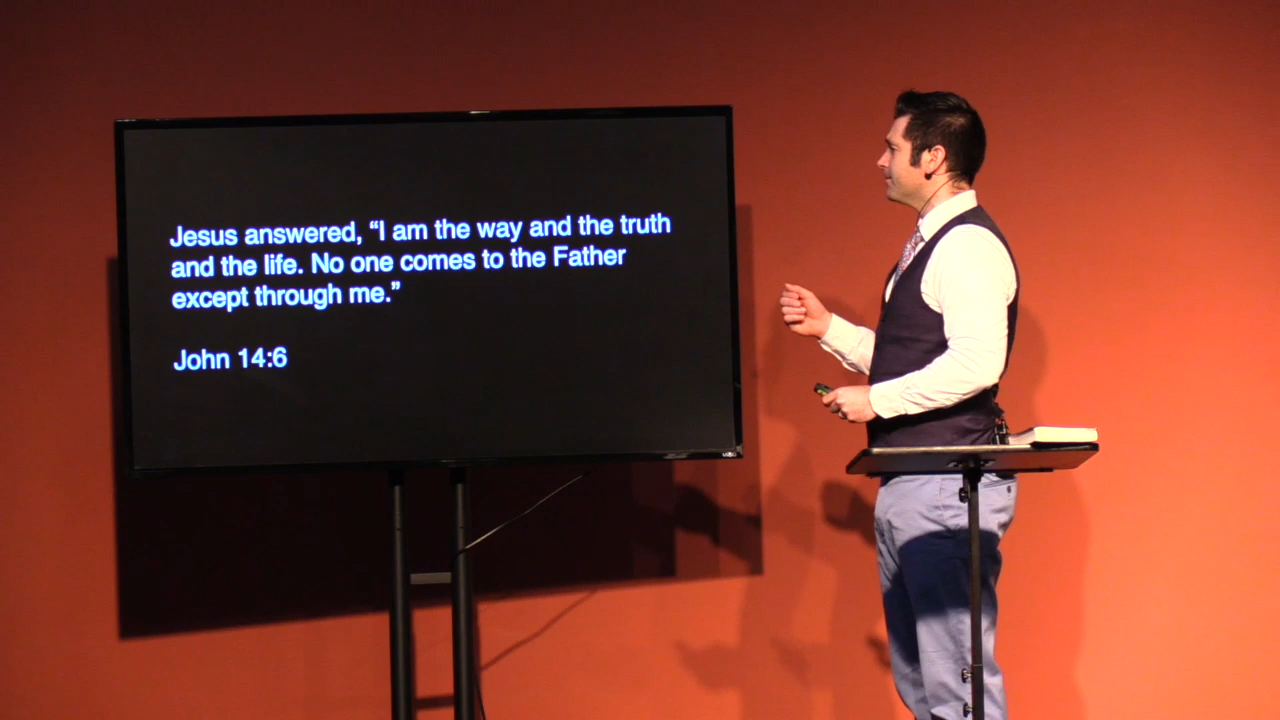 Jesus answered, “I am the way and the truth
and the life. No one comes to the Father
except through me.”
John 14:6